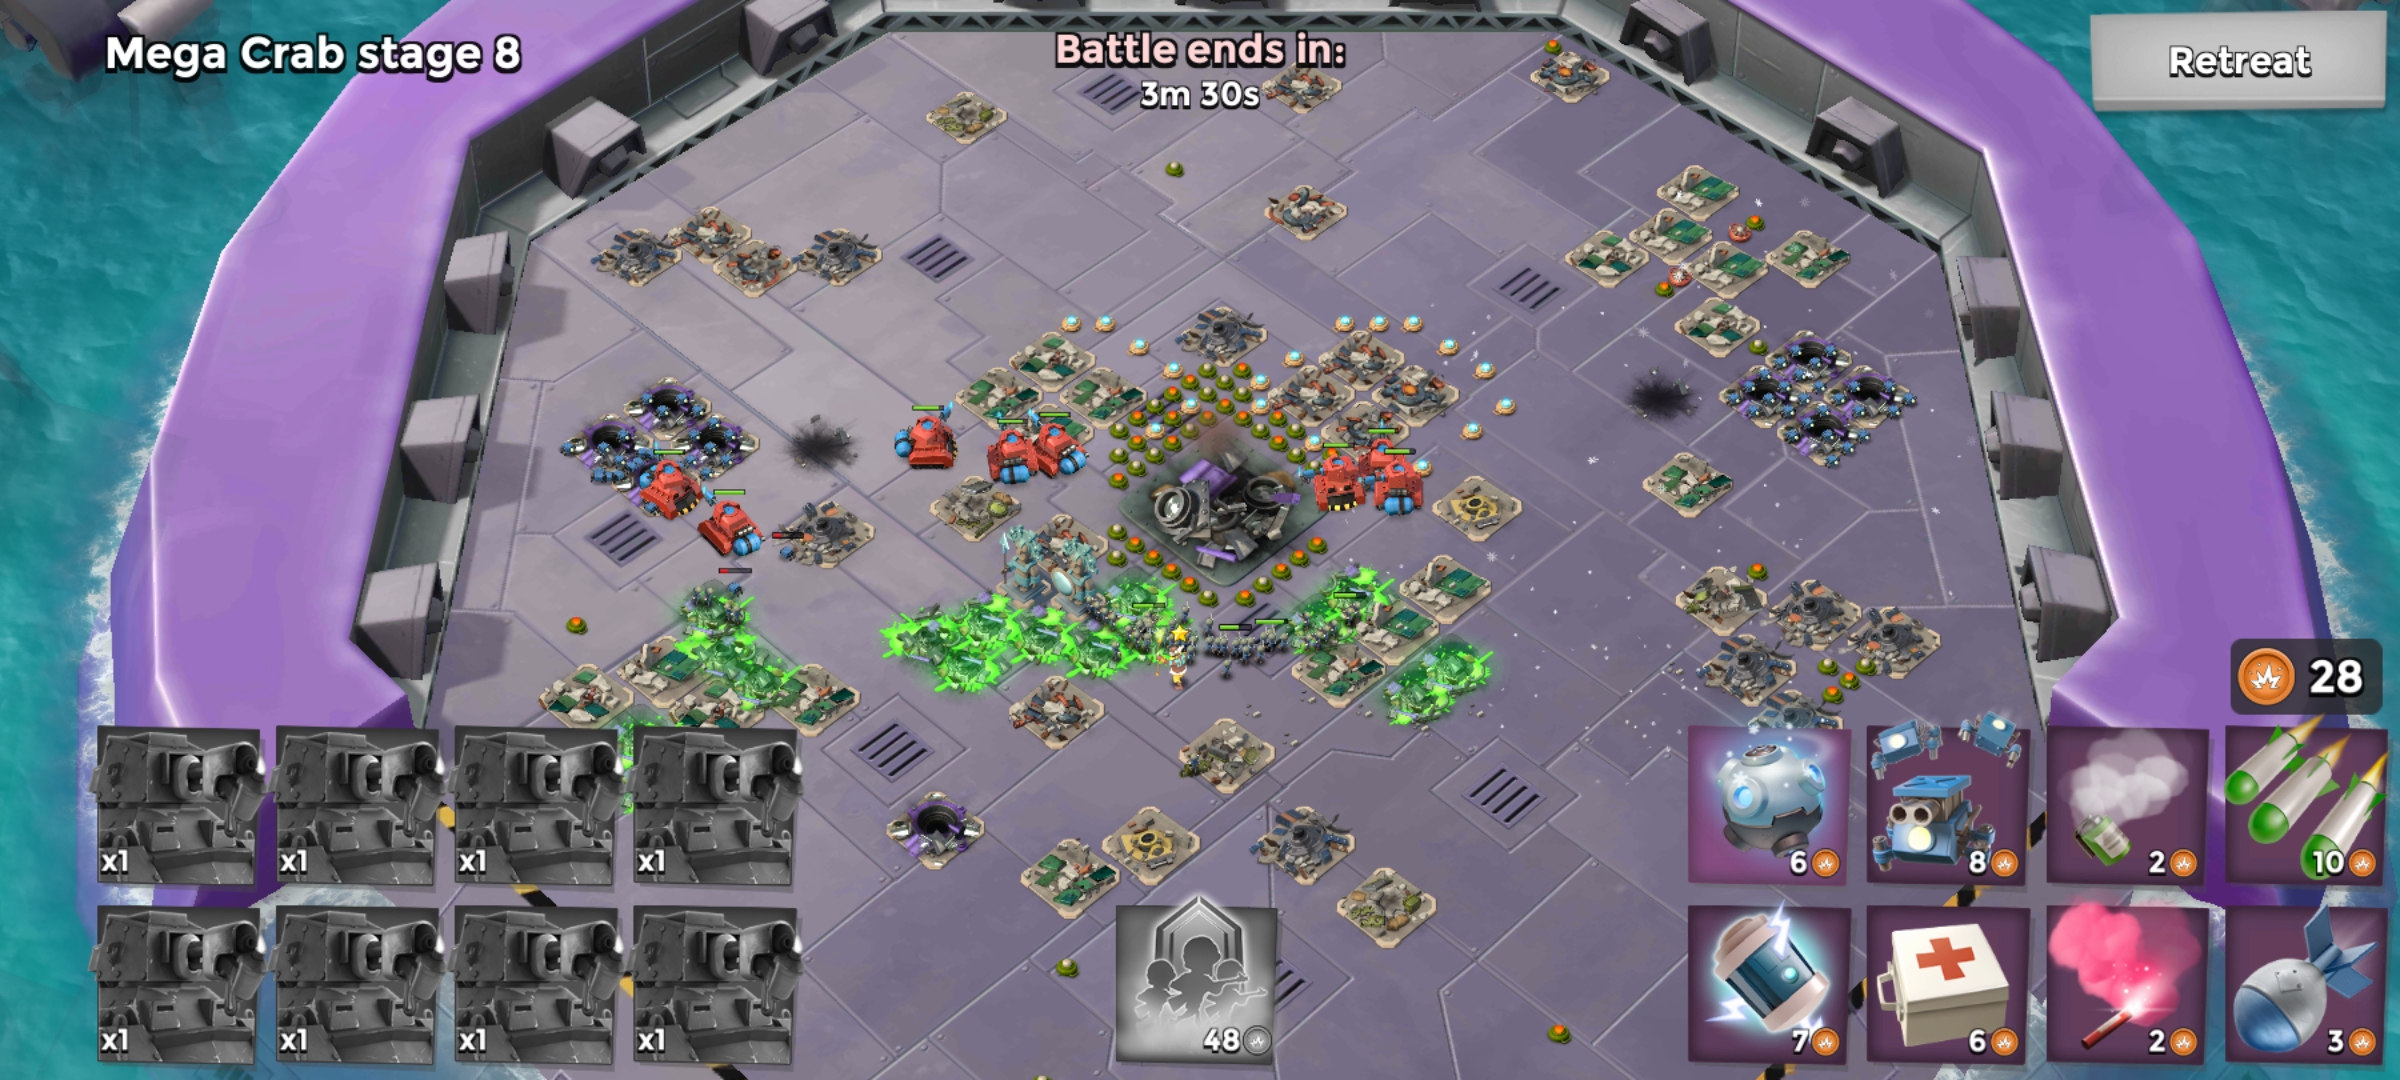 Mega Crab stage 8
Battle ends in:
3m 30s
Retreat
28
x1
x1
x1
x1
6
8
2
10
x1
x1
x1
x1
48
7
6
2
3